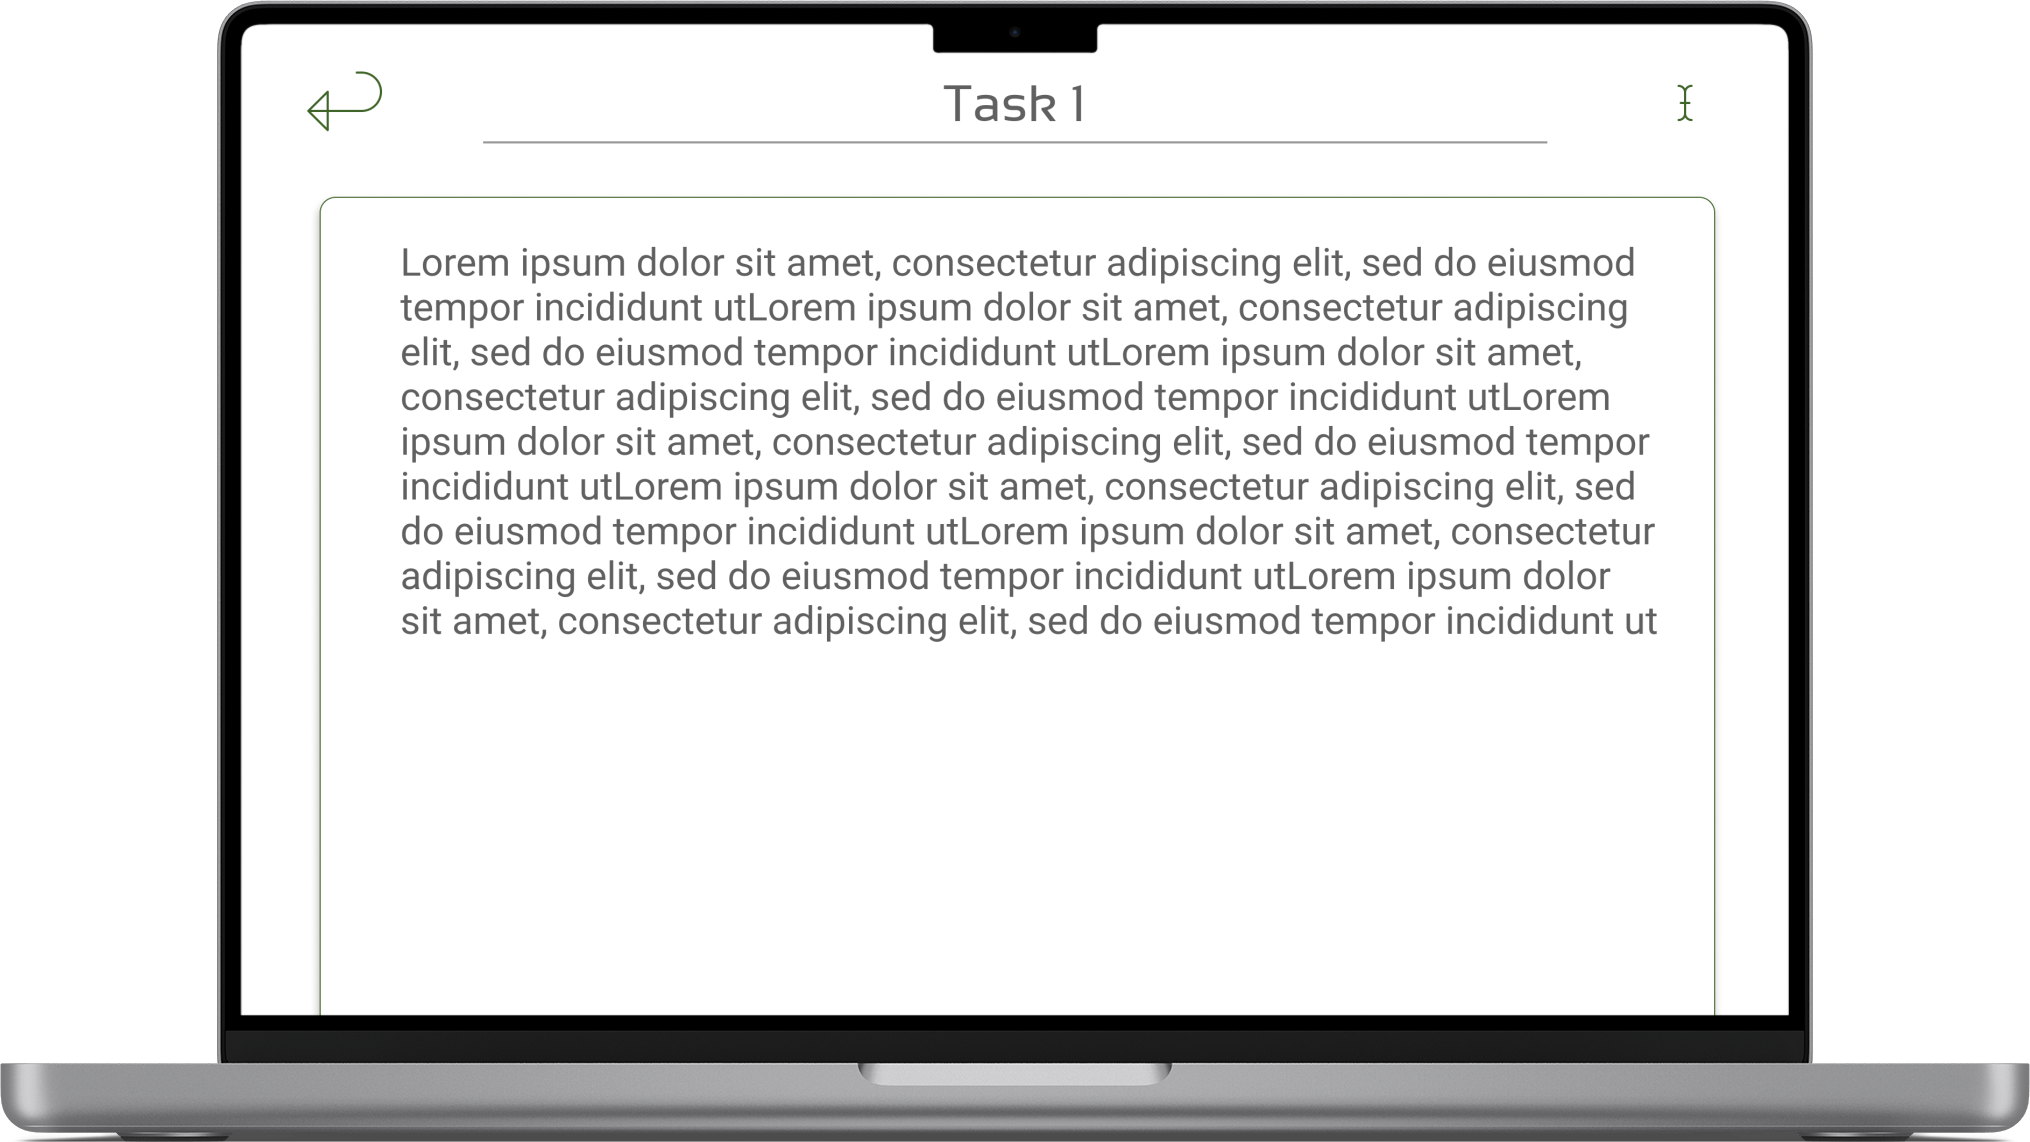 Task 1
Lorem ipsum dolor sit amet, consectetur adipiscing elit, sed do eiusmod
tempor incididunt utLorem ipsum dolor sit amet, consectetur adipiscing
elit, sed do eiusmod tempor incididunt utLorem ipsum dolor sit amet,
consectetur adipiscing elit, sed do eiusmod tempor incididunt utLorem
ipsum dolor sit amet, consectetur adipiscing elit, sed do eiusmod tempor
incididunt utLorem ipsum dolor sit amet, consectetur adipiscing elit, sed
do eiusmod tempor incididunt utLorem ipsum dolor sit amet, consectetur
adipiscing elit, sed do eiusmod tempor incididunt utLorem ipsum dolor
sit amet, consectetur adipiscing elit, sed do eiusmod tempor incididunt ut